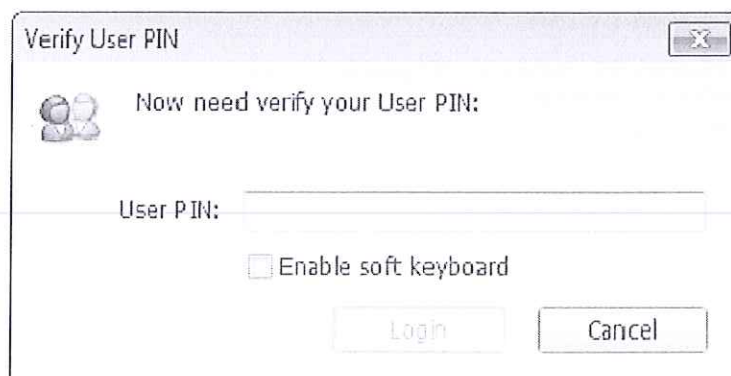 Verify User PIN
Now need verify your User PIN:
User PIN:
Enable soft keyboard
Login
Cancel